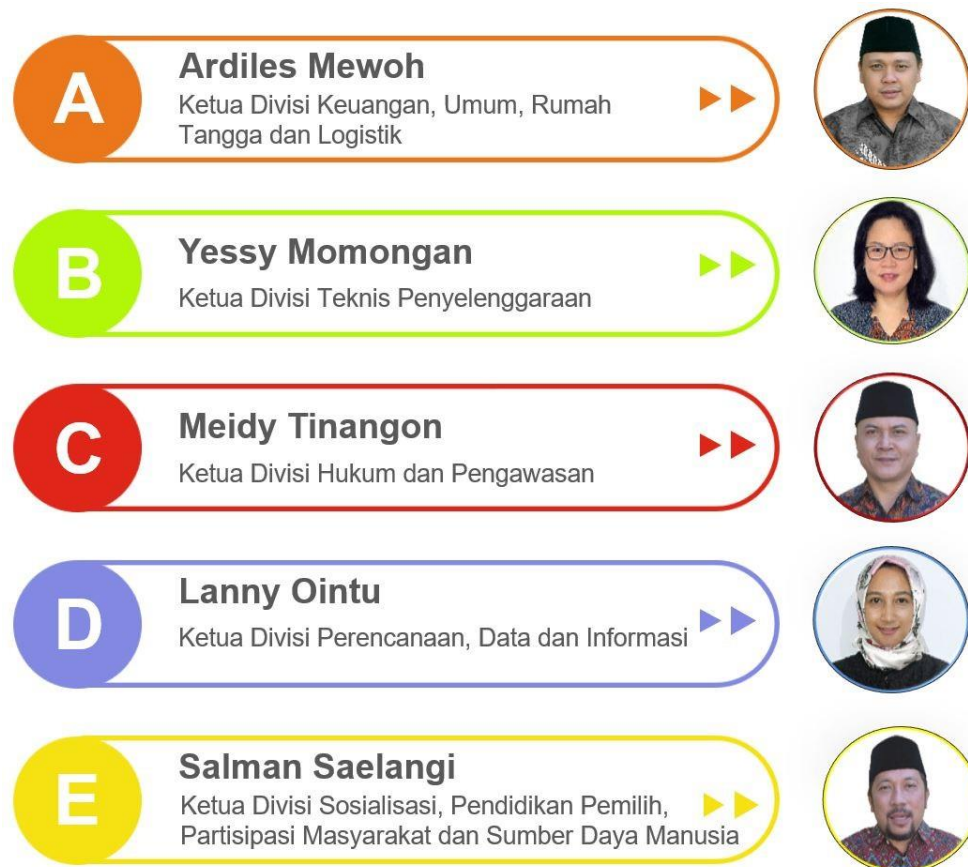 A
Ardiles Mewoh
Ketua Divisi Keuangan, Umum, Rumah
Tangga dan Logistik
B
Yessy Momongan
Ketua Divisi Teknis Penyelenggaraan
C
Meidy Tinangon
Ketua Divisi Hukum dan Pengawasan
D
Lanny Ointu
Ketua Divisi Perencanaan, Data dan Informasi
E
Salman Saelangi
Ketua Divisi Sosialisasi, Pendidikan Pemilih,
Partisipasi Masyarakat dan Sumber Daya Manusia